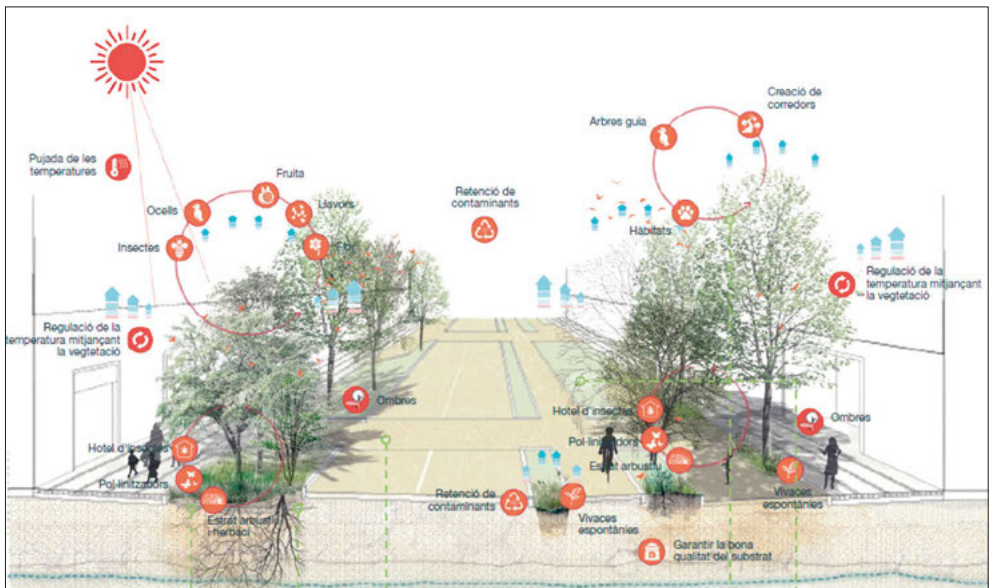 Creació de
corredors
Arbres guia
Pujada de les
temperatures
Fruita
Retenció de
contaminants
Ocells
Llavors
Hàbitats
Insectes
Flor
Regulació de la
temperatura mitjançant
la vegtetació
Regulació de la
temperatura mitjançant
la vegtetació
Ombres
Hotel d'insectes
Ombres
Hotel d'insectes
Pol·linitzadors
Estrat arbustiu
Pol·linitzadors
Retenció de
contaminants
Vivaces
espontànies
Vivaces
espontànies
Estrat arbustiu
i herbaci
Garantir la bona
qualitat del substrat